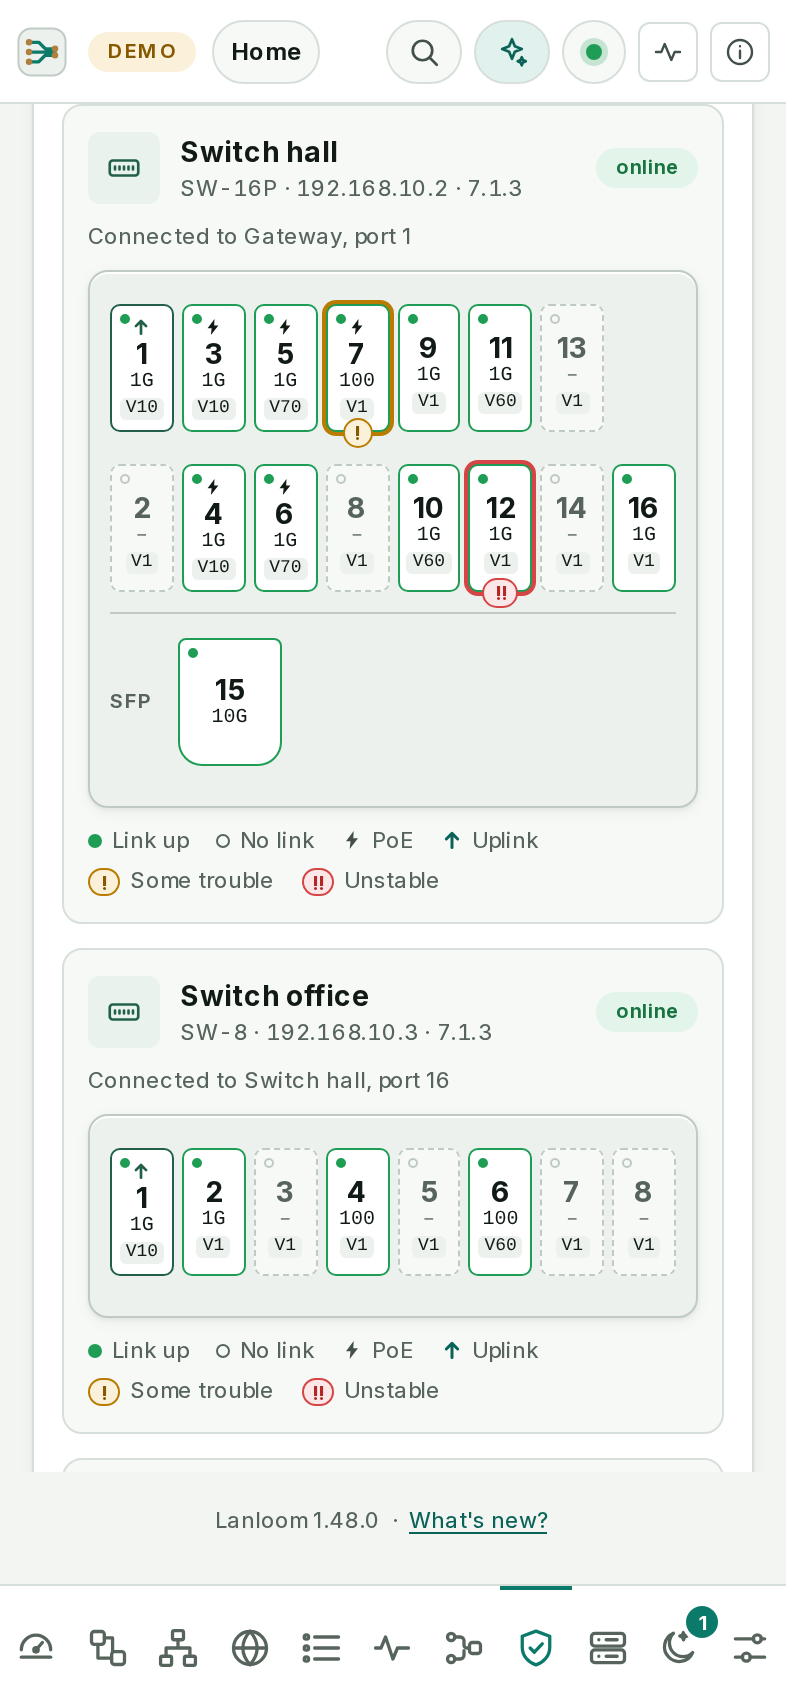 DEMO
Home
Switch hall
SW-16P · 192.168.10.2 · 7.1.3
online
Connected to Gateway, port 1
1 3 5 7 9 11 13
1G 1G 1G 100 1G 1G –
V10 V10 V70 V1 V1 V60 V1
!
2 4 6 8 10 12 14 16
– 1G 1G – 1G 1G – 1G
V1 V10 V70 V1 V60 V1 V1 V1
!!
SFP
15
10G
Link up No link PoE Uplink
! Some trouble !! Unstable
Switch office
SW-8 · 192.168.10.3 · 7.1.3
online
Connected to Switch hall, port 16
1 2 3 4 5 6 7 8
1G 1G – 100 – 100 – –
V10 V1 V1 V1 V1 V60 V1 V1
Link up No link PoE Uplink
! Some trouble !! Unstable
Lanloom 1.48.0 · What's new?
1